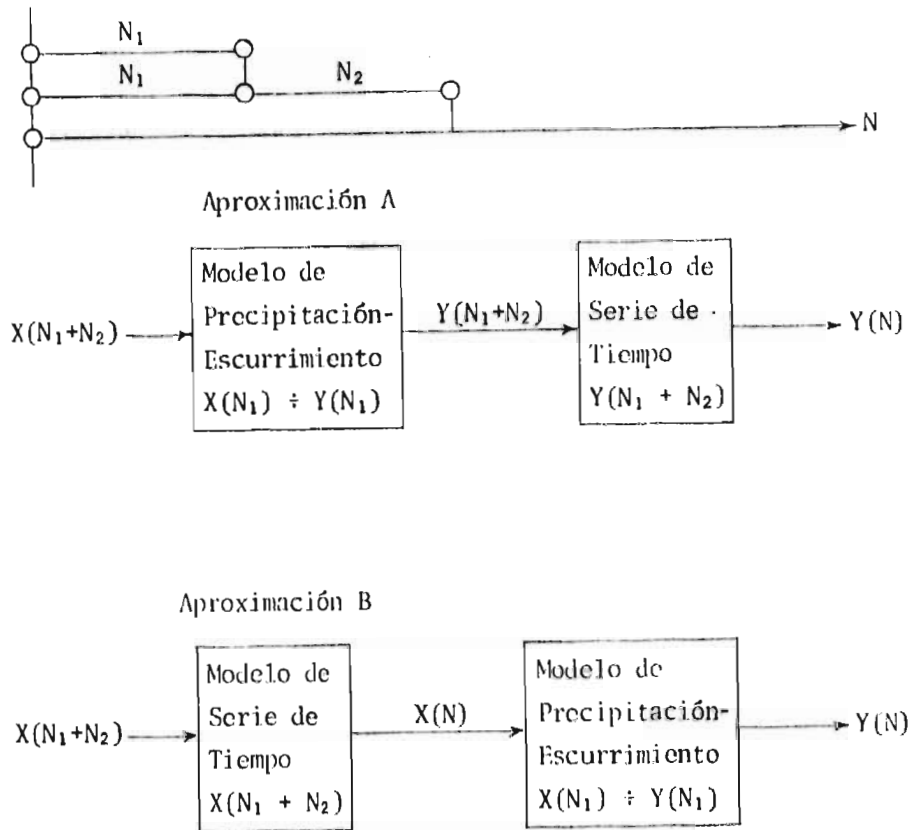 N₁
N₁
N₂
N
Aproximación A
X(N₁+N₂)
Modelo de
Precipitación-
Escurrimiento
X(N₁) ÷ Y(N₁)
Y(N₁+N₂)
Modelo de
Serie de
Tiempo
Y(N₁ + N₂)
Y(N)
Aproximación B
X(N₁+N₂)
Modelo de
Serie de
Tiempo
X(N₁ + N₂)
X(N)
Modelo de
Precipitación-
Escurrimiento
X(N₁) ÷ Y(N₁)
Y(N)